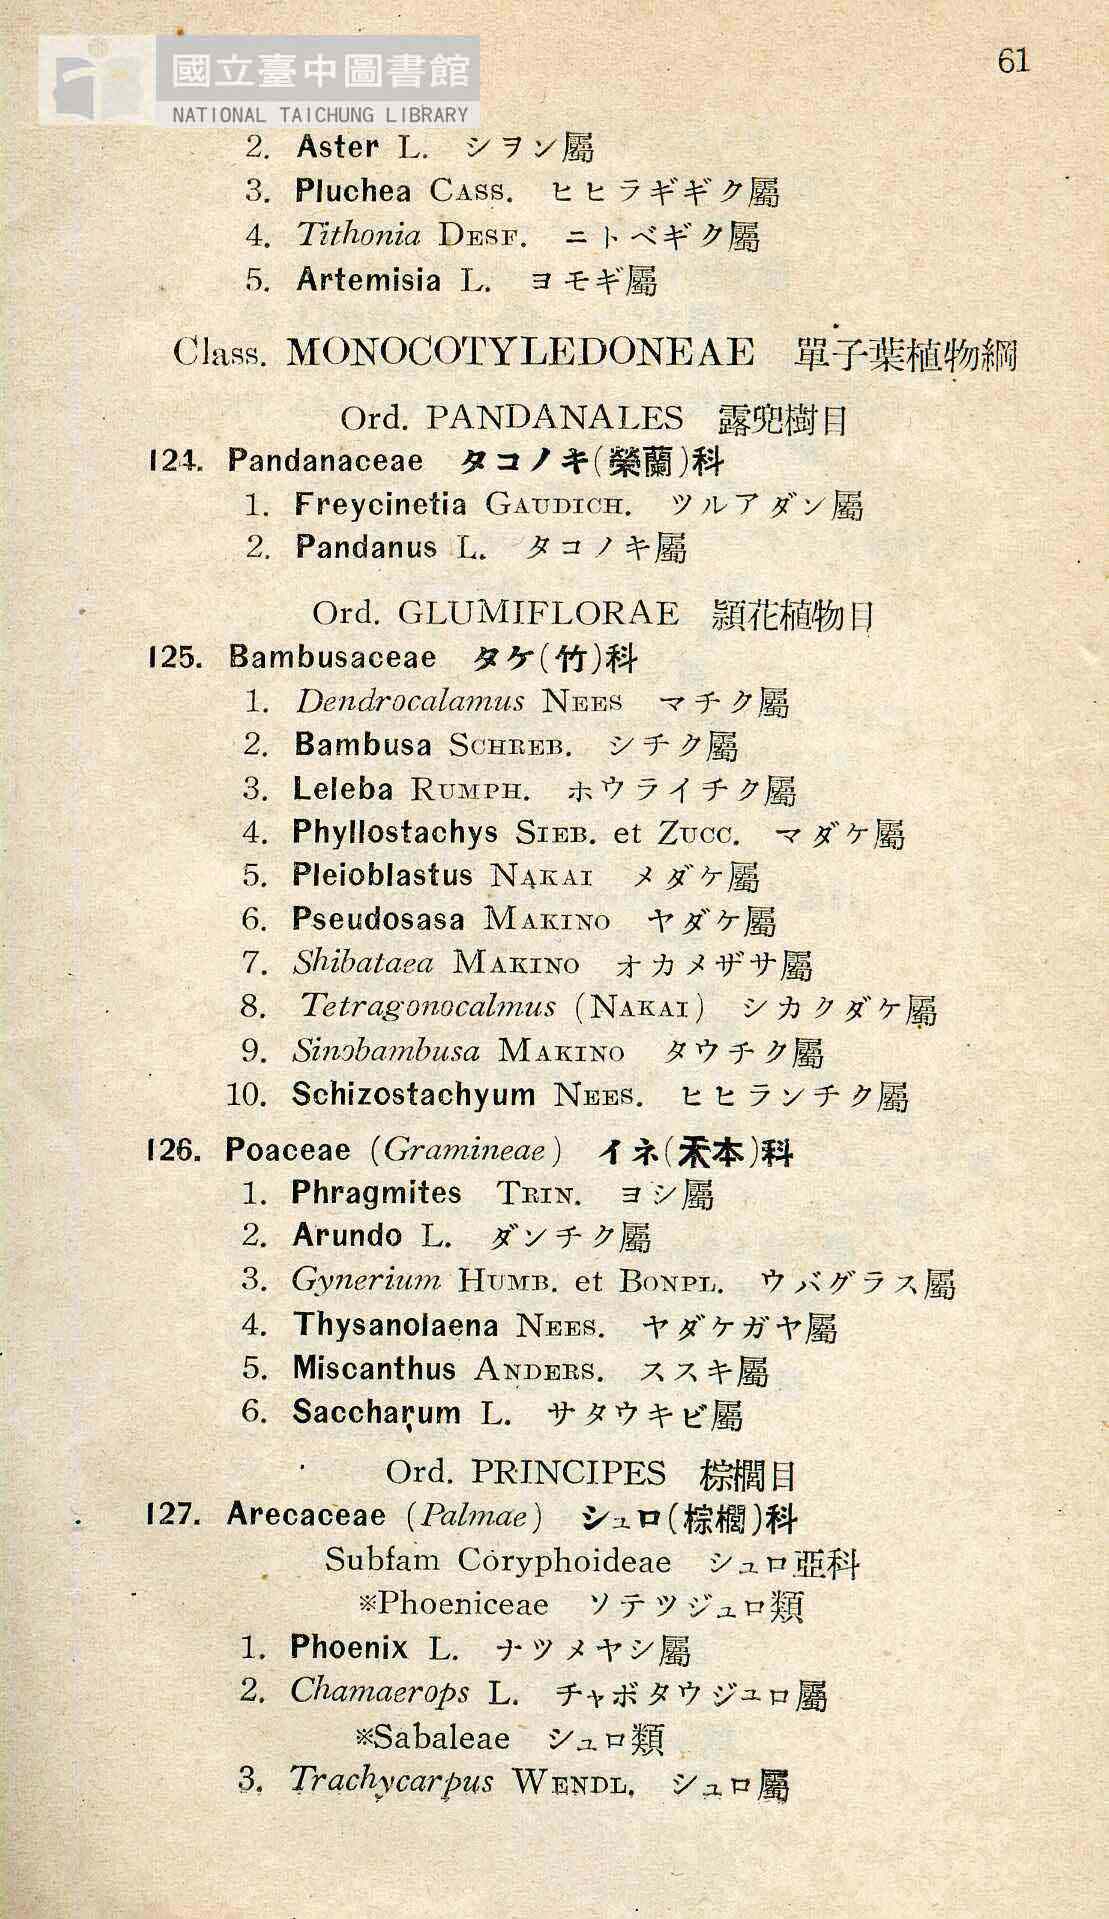 國立臺中圖書館
NATIONAL TAICHUNG LIBRARY
61
2. Aster L. シヲン屬
3. Pluchea CASS. ヒヒラギギク屬
4. Tithonia DESF. ニトベギク屬
5. Artemisia L. ヨモギ屬
Class. MONOCOTYLEDONEAE 單子葉植物綱
Ord. PANDANALES 露兜樹目
124. Pandanaceae タコノキ(榮蘭)科
1. Freycinetia GAUDICH. ツルアダン屬
2. Pandanus L. タコノキ屬
Ord. GLUMIFLORAE 穎花植物目
125. Bambusaceae タケ(竹)科
1. Dendrocalamus NEES マチク屬
2. Bambusa SCHREB. シチク屬
3. Leleba RUMPH. ホウライチク屬
4. Phyllostachys SIEB. et ZUCC. マダケ屬
5. Pleioblastus NAKAI メダケ屬
6. Pseudosasa MAKINO ヤダケ屬
7. Shibataea MAKINO オカメザサ屬
8. Tetragonocalmus (NAKAI) シカクダケ屬
9. Sinobambusa MAKINO タウチク屬
10. Schizostachyum NEES. ヒヒランチク屬
126. Poaceae (Gramineae) イネ(禾本)科
1. Phragmites TRIN. ヨシ屬
2. Arundo L. ダンチク屬
3. Gynerium HUMB. et BONPL. ウバグラス屬
4. Thysanolaena NEES. ヤダケガヤ屬
5. Miscanthus ANDERS. ススキ屬
6. Saccharum L. サタウキビ屬
Ord. PRINCIPES 棕櫚目
127. Arecaceae (Palmae) シュロ(棕櫚)科
Subfam Coryphoideae シュロ亞科
※Phoeniceae ソテツジュロ類
1. Phoenix L. ナツメヤシ屬
2. Chamaerops L. チャボタウジュロ屬
※Sabaleae シュロ類
3. Trachycarpus WENDL. シュロ屬